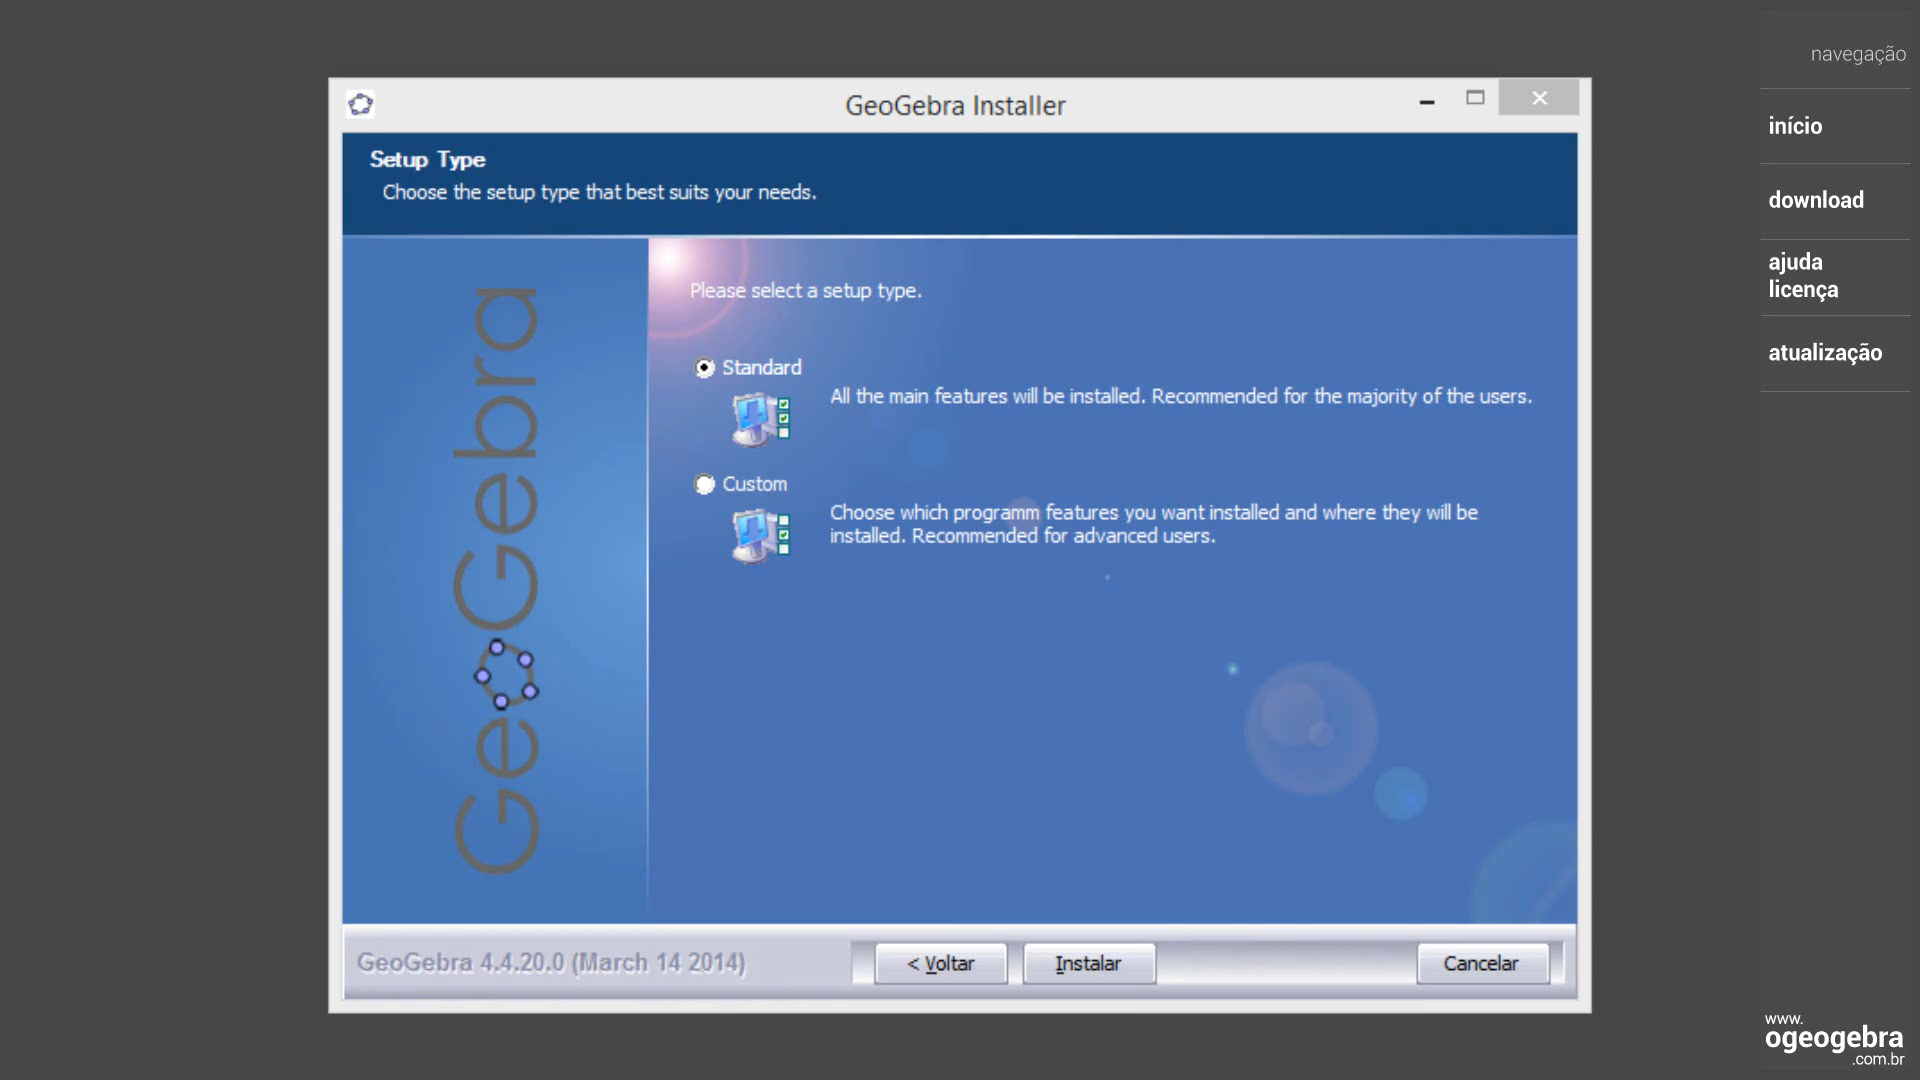 navegação
GeoGebra Installer
início
Setup Type
Choose the setup type that best suits your needs.
download
ajuda
licença
Please select a setup type.
atualização
Standard
All the main features will be installed. Recommended for the majority of the users.
Custom
Choose which programm features you want installed and where they will be
installed. Recommended for advanced users.
GeoGebra
GeoGebra 4.4.20.0 (March 14 2014)
< Voltar
Instalar
Cancelar
www.
ogeogebra
.com.br